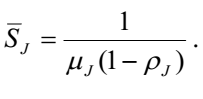 S̄_J = 1 / (μ_J (1 − ρ_J)) .